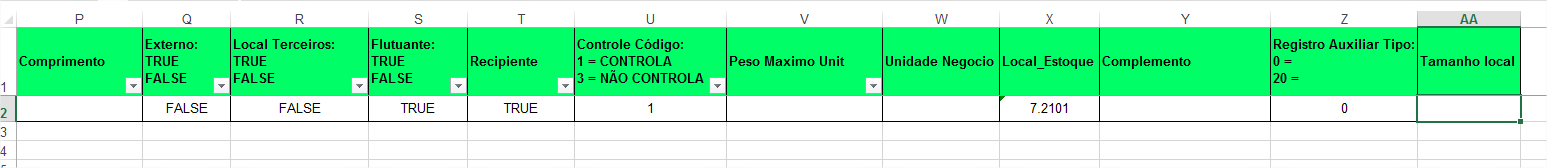 P Q R S T U V W X Y Z AA
1 Comprimento Externo: TRUE FALSE Local Terceiros: TRUE FALSE Flutuante: TRUE FALSE Recipiente Controle Código: 1 = CONTROLA 3 = NÃO CONTROLA Peso Maximo Unit Unidade Negocio Local_Estoque Complemento Registro Auxiliar Tipo: 0 = 20 = Tamanho local
2 FALSE FALSE TRUE TRUE 1 7.2101 0
3
4